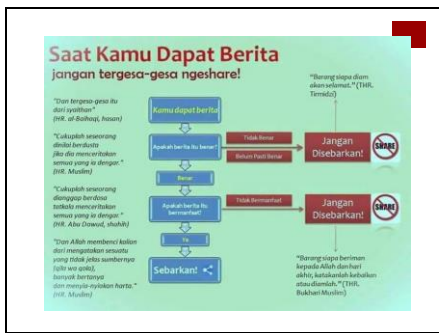 Saat Kamu Dapat Berita
jangan tergesa-gesa ngeshare!
"Dan tergesa-gesa itu
dari syaithan"
(HR. al-Baihaqi, hasan)
"Cukuplah seseorang
dinilai berdusta
jika dia menceritakan
semua yang ia dengar."
(HR. Muslim)
"Cukuplah seseorang
dianggap berdosa
tatkala menceritakan
semua yang ia dengar."
(HR. Abu Dawud, shahih)
"Dan Allah membenci kalian
dari mengatakan sesuatu
yang tidak jelas sumbernya
(qila wa qala),
banyak bertanya
dan menyia-nyiakan harta."
(HR. Muslim)
Kamu dapat berita
Apakah berita itu benar?
Benar
Apakah berita itu
bermanfaat?
Ya
Sebarkan!
Tidak Benar
Belum Pasti Benar
Tidak Bermanfaat
"Barang siapa diam
akan selamat." (THR.
Tirmidzi)
Jangan
Disebarkan!
SHARE
Jangan
Disebarkan!
SHARE
"Barang siapa beriman
kepada Allah dan hari
akhir, katakanlah kebaikan
atau diamlah." (THR.
Bukhari Muslim)